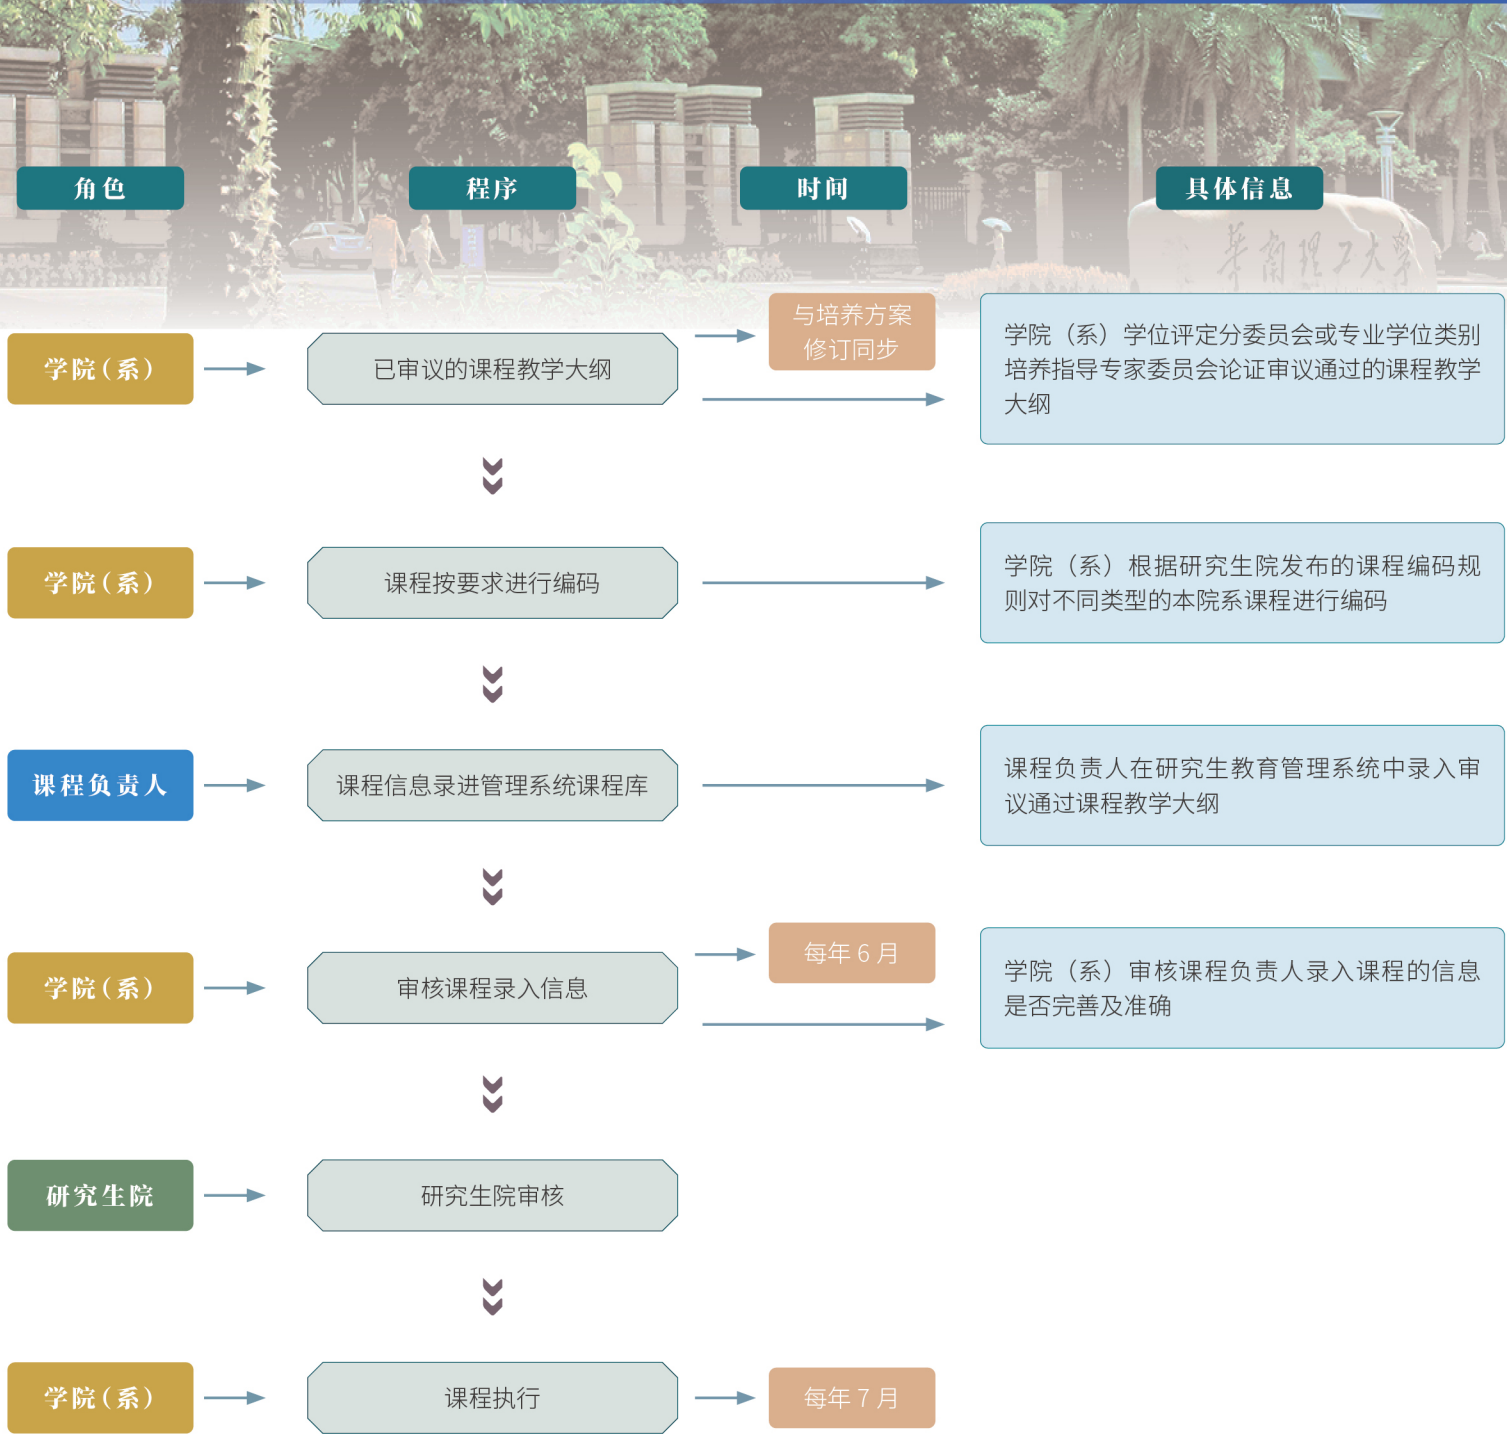 角色
程序
时间
具体信息
华南理工大学
与培养方案
修订同步
学院(系)
已审议的课程教学大纲
学院（系）学位评定分委员会或专业学位类别
培养指导专家委员会论证审议通过的课程教学
大纲
学院(系)
课程按要求进行编码
学院（系）根据研究生院发布的课程编码规
则对不同类型的本院系课程进行编码
课程负责人
课程信息录进管理系统课程库
课程负责人在研究生教育管理系统中录入审
议通过课程教学大纲
学院(系)
审核课程录入信息
每年 6 月
学院（系）审核课程负责人录入课程的信息
是否完善及准确
研究生院
研究生院审核
学院(系)
课程执行
每年 7 月